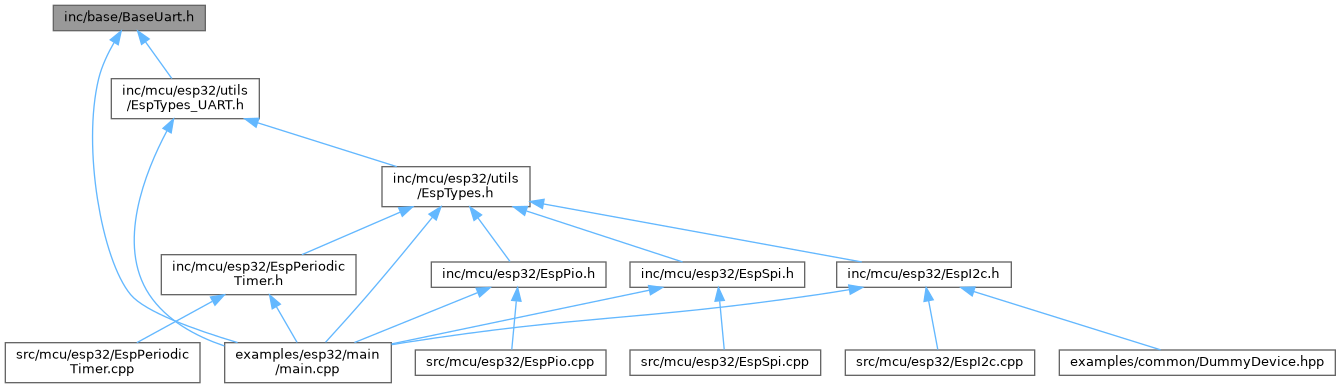 inc/base/BaseUart.h
inc/mcu/esp32/utils
/EspTypes_UART.h
inc/mcu/esp32/utils
/EspTypes.h
inc/mcu/esp32/EspPeriodic
Timer.h
inc/mcu/esp32/EspPio.h
inc/mcu/esp32/EspSpi.h
inc/mcu/esp32/EspI2c.h
src/mcu/esp32/EspPeriodic
Timer.cpp
examples/esp32/main
/main.cpp
src/mcu/esp32/EspPio.cpp
src/mcu/esp32/EspSpi.cpp
src/mcu/esp32/EspI2c.cpp
examples/common/DummyDevice.hpp